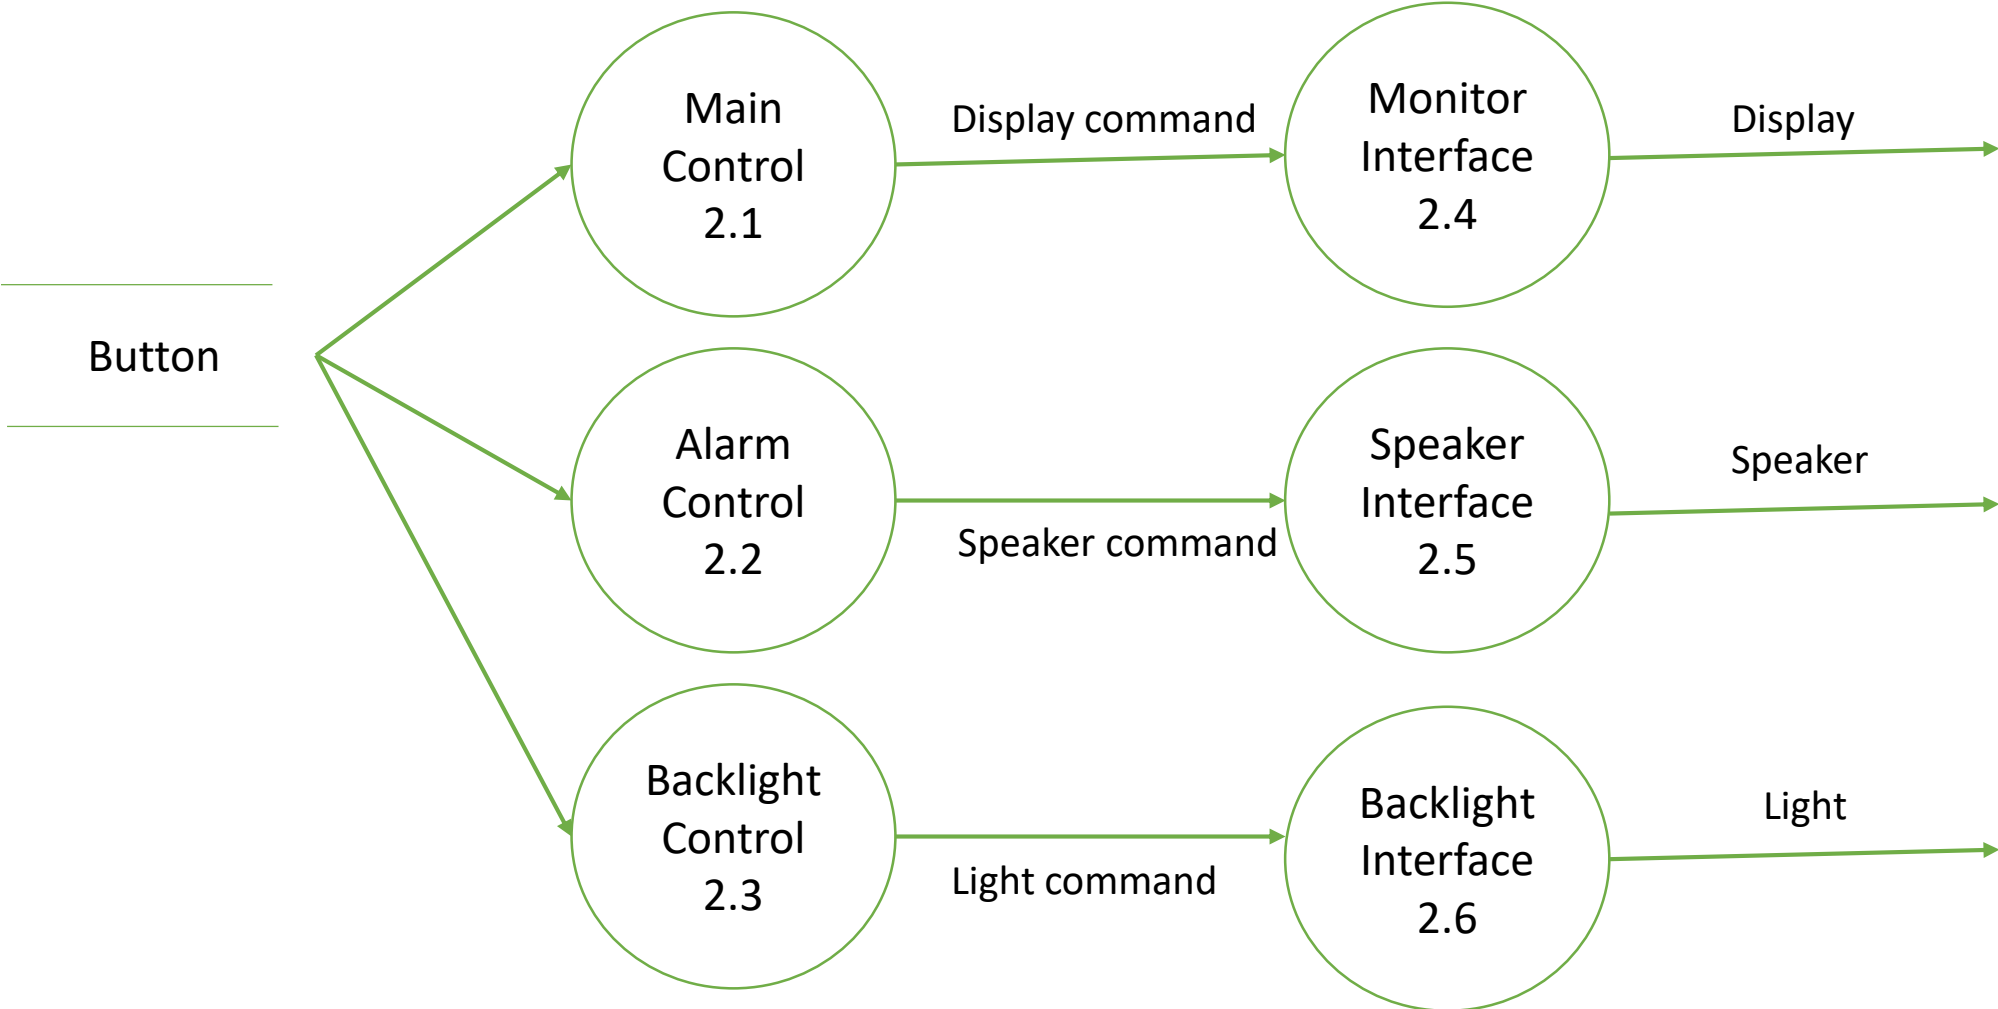 Main
Control
2.1
Display command
Monitor
Interface
2.4
Display
Button
Alarm
Control
2.2
Speaker command
Speaker
Interface
2.5
Speaker
Backlight
Control
2.3
Light command
Backlight
Interface
2.6
Light